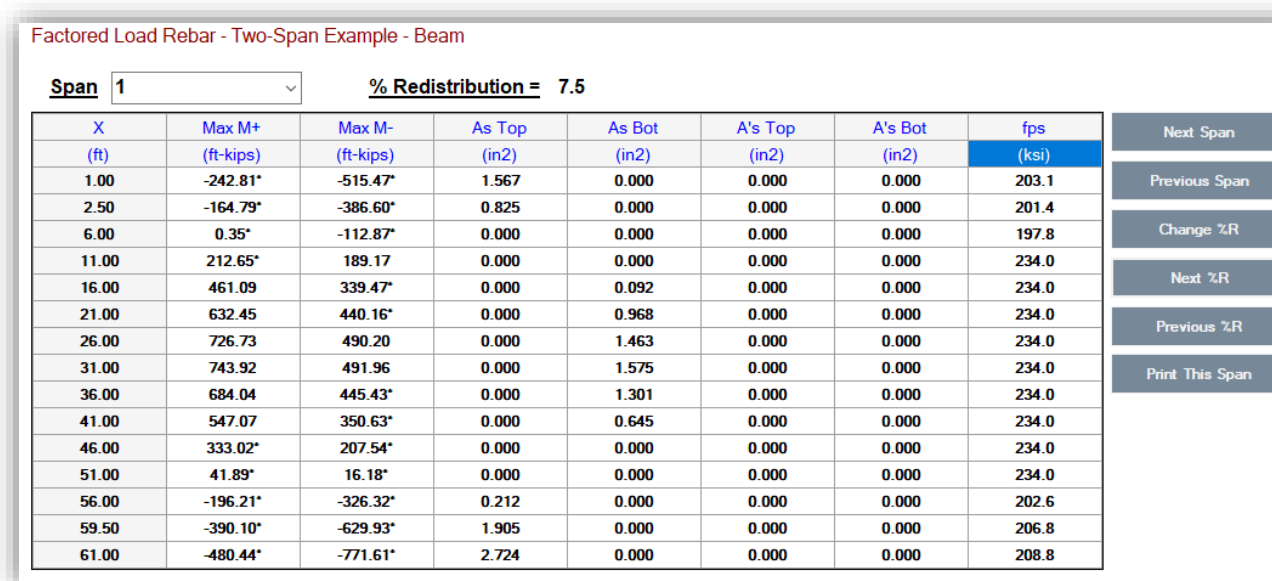 Factored Load Rebar - Two-Span Example - Beam
Span 1 % Redistribution = 7.5
X Max M+ Max M- As Top As Bot A's Top A's Bot fps
(ft) (ft-kips) (ft-kips) (in2) (in2) (in2) (in2) (ksi)
1.00 -242.81* -515.47* 1.567 0.000 0.000 0.000 203.1
2.50 -164.79* -386.60* 0.825 0.000 0.000 0.000 201.4
6.00 0.35* -112.87* 0.000 0.000 0.000 0.000 197.8
11.00 212.65* 189.17 0.000 0.000 0.000 0.000 234.0
16.00 461.09 339.47* 0.000 0.092 0.000 0.000 234.0
21.00 632.45 440.16* 0.000 0.968 0.000 0.000 234.0
26.00 726.73 490.20 0.000 1.463 0.000 0.000 234.0
31.00 743.92 491.96 0.000 1.575 0.000 0.000 234.0
36.00 684.04 445.43* 0.000 1.301 0.000 0.000 234.0
41.00 547.07 350.63* 0.000 0.645 0.000 0.000 234.0
46.00 333.02* 207.54* 0.000 0.000 0.000 0.000 234.0
51.00 41.89* 16.18* 0.000 0.000 0.000 0.000 234.0
56.00 -196.21* -326.32* 0.212 0.000 0.000 0.000 202.6
59.50 -390.10* -629.93* 1.905 0.000 0.000 0.000 206.8
61.00 -480.44* -771.61* 2.724 0.000 0.000 0.000 208.8
Next Span
Previous Span
Change %R
Next %R
Previous %R
Print This Span